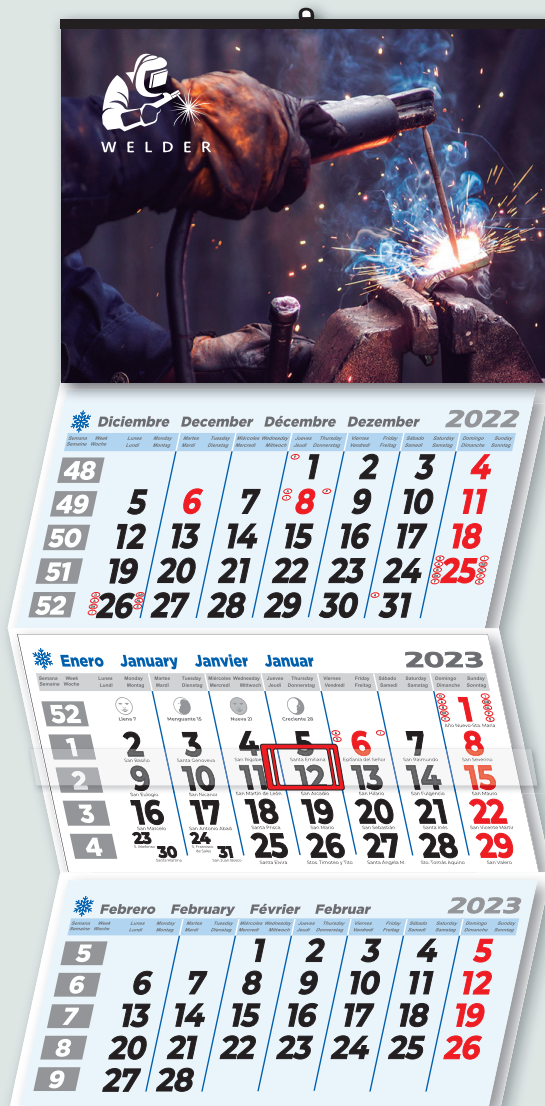 WELDER
Diciembre December Décembre Dezember 2022
Semana Week Lunes Monday Martes Tuesday Miércoles Wednesday Jueves Thursday Viernes Friday Sábado Saturday Domingo Sunday
Semaine Woche Lundi Montag Mardi Dienstag Mercredi Mittwoch Jeudi Donnerstag Vendredi Freitag Samedi Samstag Dimanche Sonntag
48 1 2 3 4
49 5 6 7 8 9 10 11
50 12 13 14 15 16 17 18
51 19 20 21 22 23 24 25
52 26 27 28 29 30 31
Enero January Janvier Januar 2023
Semana Week Lunes Monday Martes Tuesday Miércoles Wednesday Jueves Thursday Viernes Friday Sábado Saturday Domingo Sunday
Semaine Woche Lundi Montag Mardi Dienstag Mercredi Mittwoch Jeudi Donnerstag Vendredi Freitag Samedi Samstag Dimanche Sonntag
52 1
Llena 7 Menguante 15 Nueva 21 Creciente 28 Año Nuevo-Sta. María
1 2 3 4 5 6 7 8
San Basilio Santa Genoveva San Rigoberto Santa Emiliana Epifanía del Señor San Raimundo San Severino
2 9 10 11 12 13 14 15
San Eulogio San Nicanor San Martín de León San Arcadio San Hilario San Fulgencio San Mauro
3 16 17 18 19 20 21 22
San Marcelo San Antonio Abad Santa Prisca San Mario San Sebastián Santa Inés San Vicente Mártir
4 23 30 24 31 25 26 27 28 29
S. Ildefonso Santa Martina S. Francisco de Sales San Juan Bosco Santa Elvira Stos. Timoteo y Tito Santa Ángela M. Sto. Tomás Aquino San Valero
Febrero February Février Februar 2023
Semana Week Lunes Monday Martes Tuesday Miércoles Wednesday Jueves Thursday Viernes Friday Sábado Saturday Domingo Sunday
Semaine Woche Lundi Montag Mardi Dienstag Mercredi Mittwoch Jeudi Donnerstag Vendredi Freitag Samedi Samstag Dimanche Sonntag
5 1 2 3 4 5
6 6 7 8 9 10 11 12
7 13 14 15 16 17 18 19
8 20 21 22 23 24 25 26
9 27 28